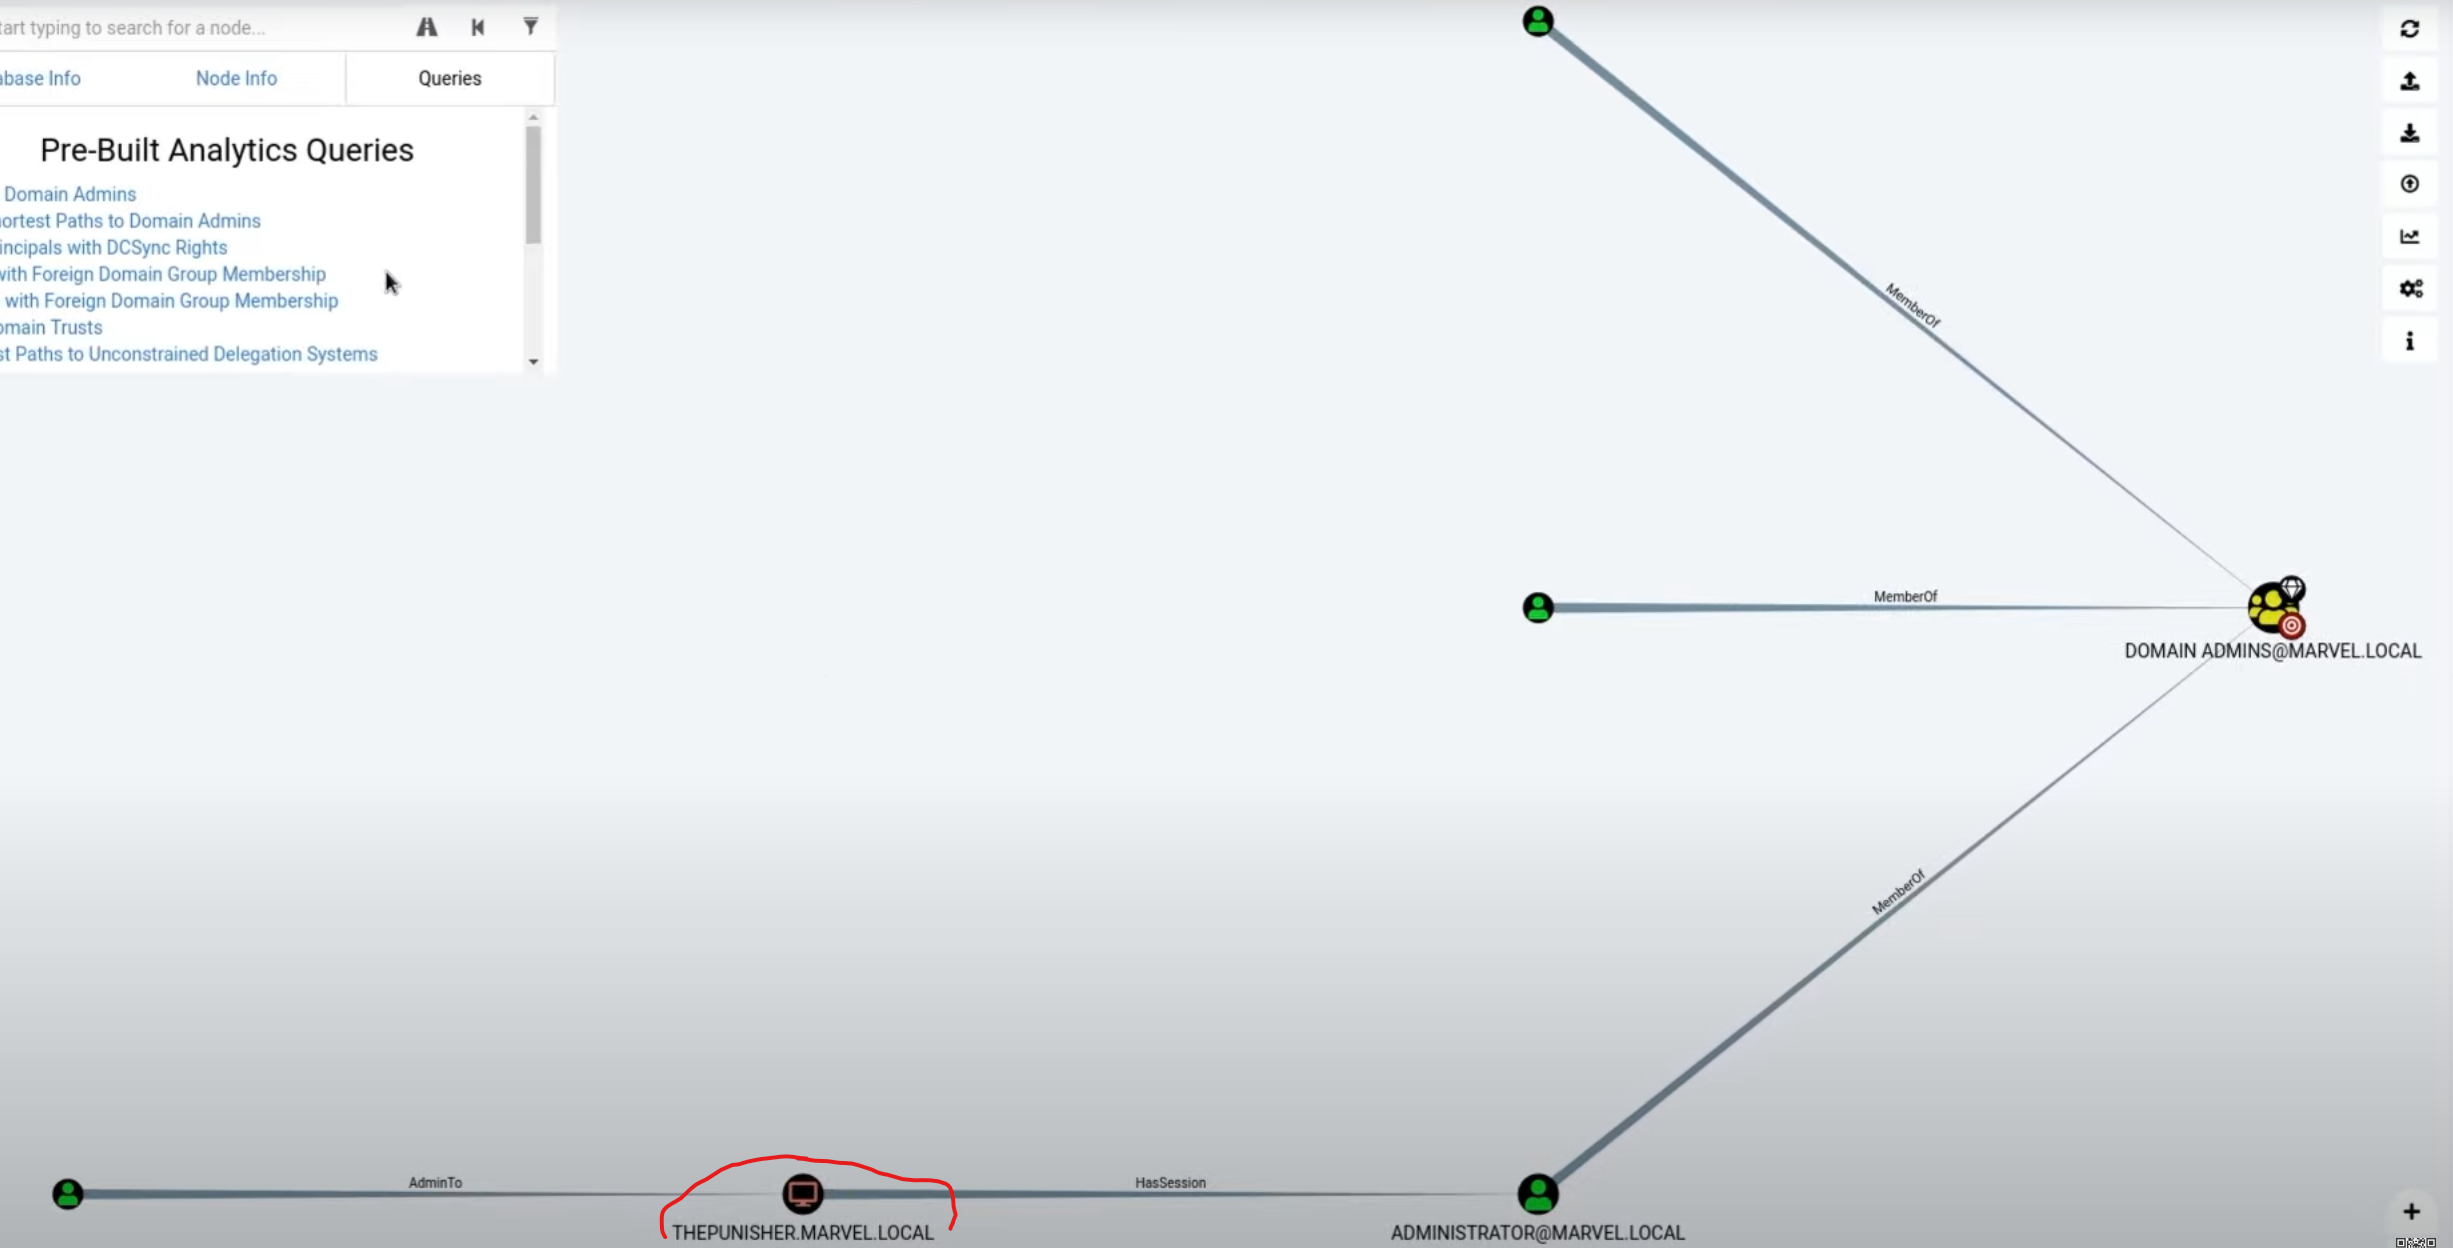 tart typing to search for a node...
abase Info
Node Info
Queries
Pre-Built Analytics Queries
Domain Admins
ortest Paths to Domain Admins
incipals with DCSync Rights
with Foreign Domain Group Membership
with Foreign Domain Group Membership
omain Trusts
st Paths to Unconstrained Delegation Systems
MemberOf
MemberOf
DOMAIN ADMINS@MARVEL.LOCAL
MemberOf
AdminTo
HasSession
THEPUNISHER.MARVEL.LOCAL
ADMINISTRATOR@MARVEL.LOCAL